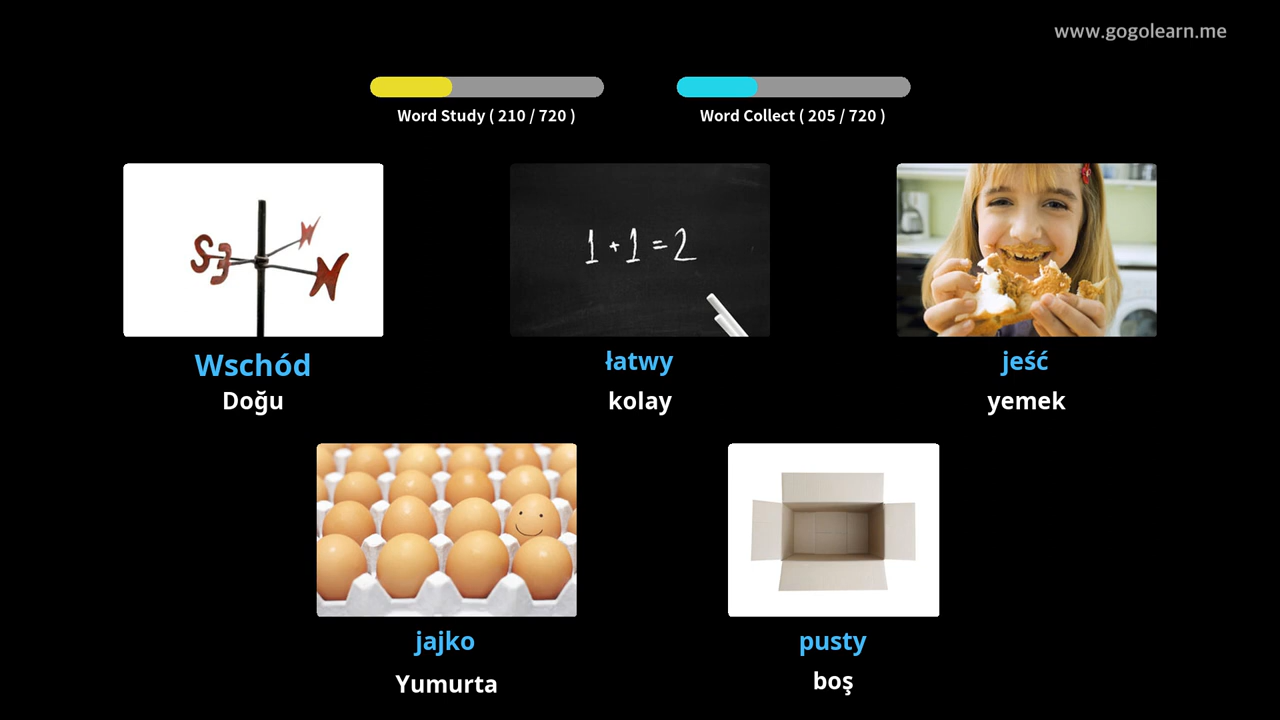 www.gogolearn.me
Word Study ( 210 / 720 )
Word Collect ( 205 / 720 )
S E N W
1 + 1 = 2
Wschód
Doğu
łatwy
kolay
jeść
yemek
jajko
Yumurta
pusty
boş